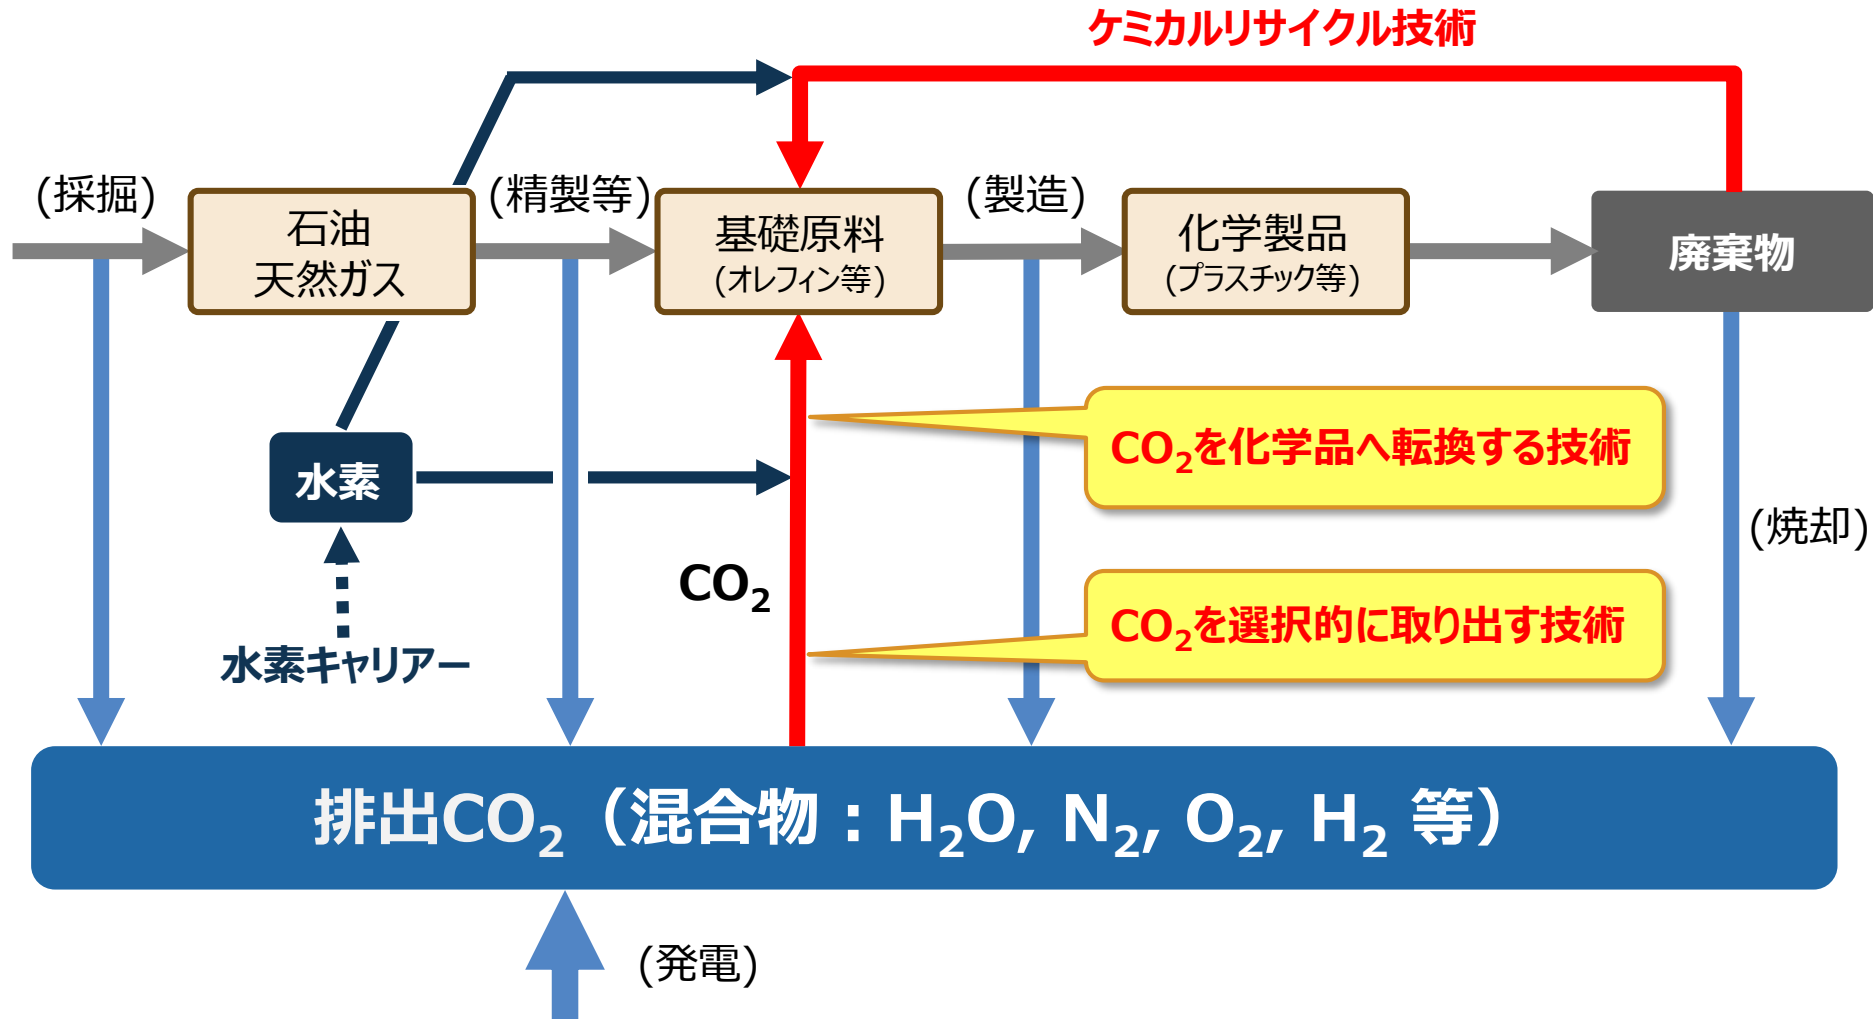 ケミカルリサイクル技術
(採掘)
石油
天然ガス
(精製等)
基礎原料
(オレフィン等)
(製造)
化学製品
(プラスチック等)
廃棄物
水素
水素キャリアー
CO₂
CO₂を化学品へ転換する技術
CO₂を選択的に取り出す技術
(焼却)
排出CO₂（混合物：H₂O, N₂, O₂, H₂ 等）
(発電)